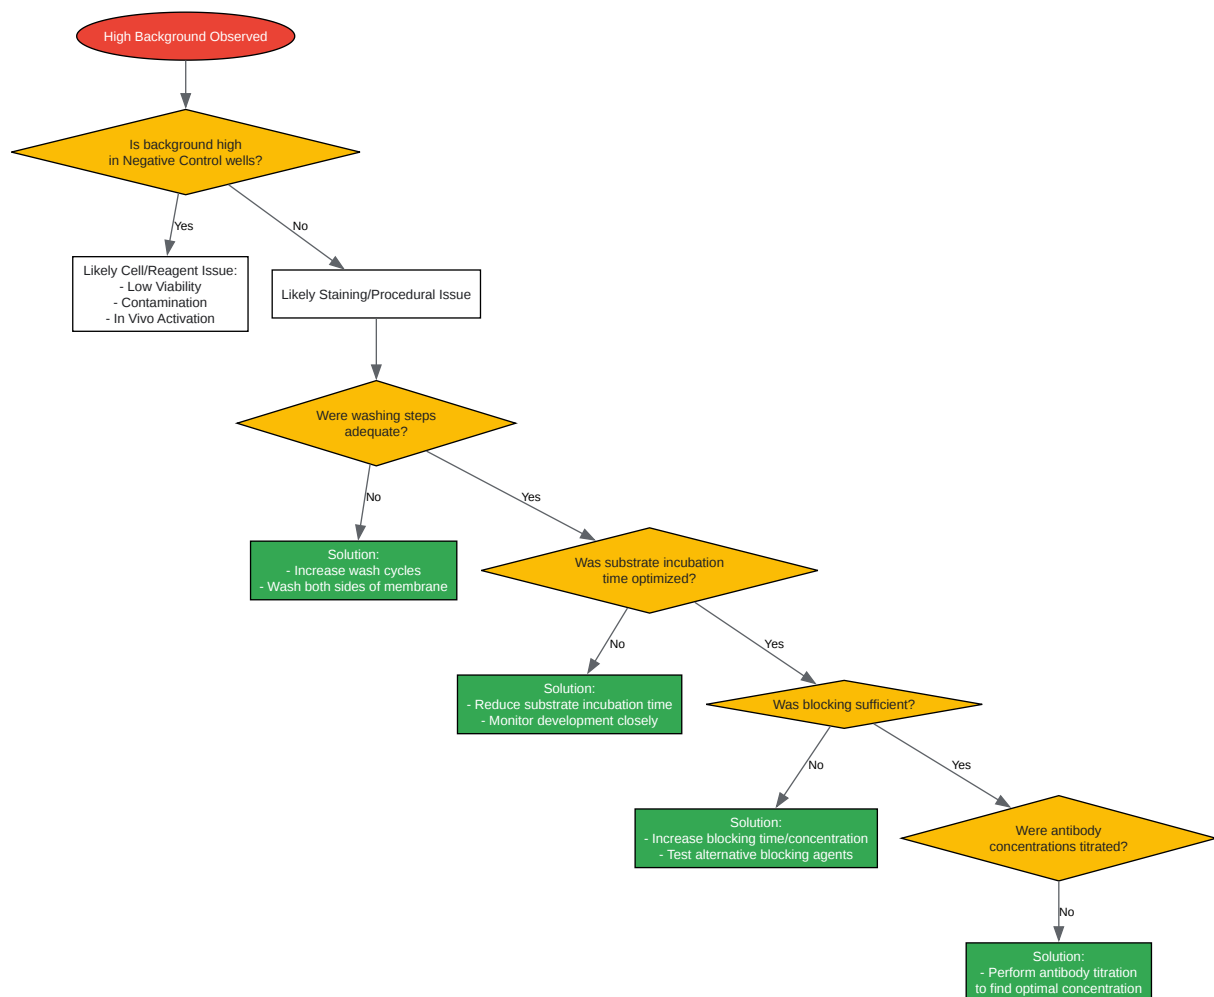 High Background Observed
Is background high
in Negative Control wells?
Yes
No
Likely Cell/Reagent Issue:
- Low Viability
- Contamination
- In Vivo Activation
Likely Staining/Procedural Issue
Were washing steps
adequate?
No
Yes
Solution:
- Increase wash cycles
- Wash both sides of membrane
Was substrate incubation
time optimized?
No
Yes
Solution:
- Reduce substrate incubation time
- Monitor development closely
Was blocking sufficient?
No
Yes
Solution:
- Increase blocking time/concentration
- Test alternative blocking agents
Were antibody
concentrations titrated?
No
Solution:
- Perform antibody titration
to find optimal concentration